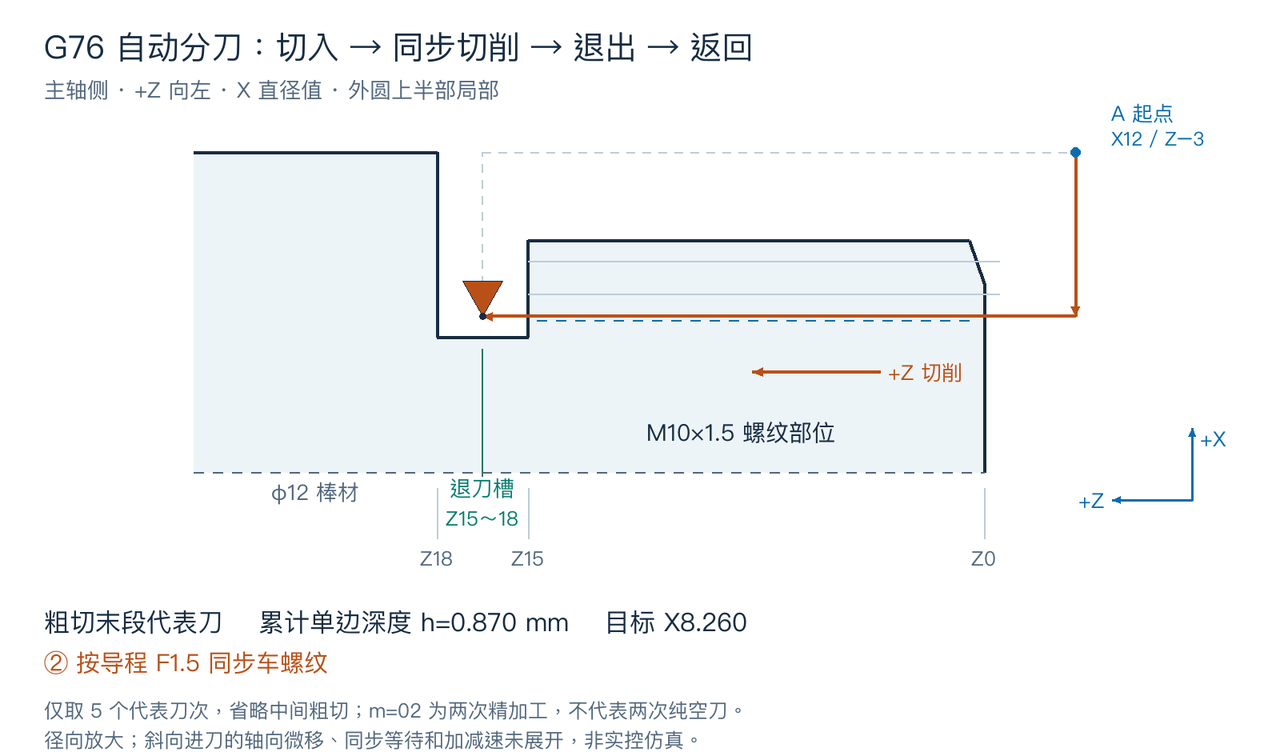 G76 自动分刀：切入 → 同步切削 → 退出 → 返回
主轴侧 · +Z 向左 · X 直径值 · 外圆上半部局部
A 起点
X12 / Z−3
+Z 切削
M10×1.5 螺纹部位
+X
+Z
φ12 棒材
退刀槽
Z15～18
Z18
Z15
Z0
粗切末段代表刀 累计单边深度 h=0.870 mm 目标 X8.260
② 按导程 F1.5 同步车螺纹
仅取 5 个代表刀次，省略中间粗切；m=02 为两次精加工，不代表两次纯空刀。
径向放大；斜向进刀的轴向微移、同步等待和加减速未展开，非实控仿真。